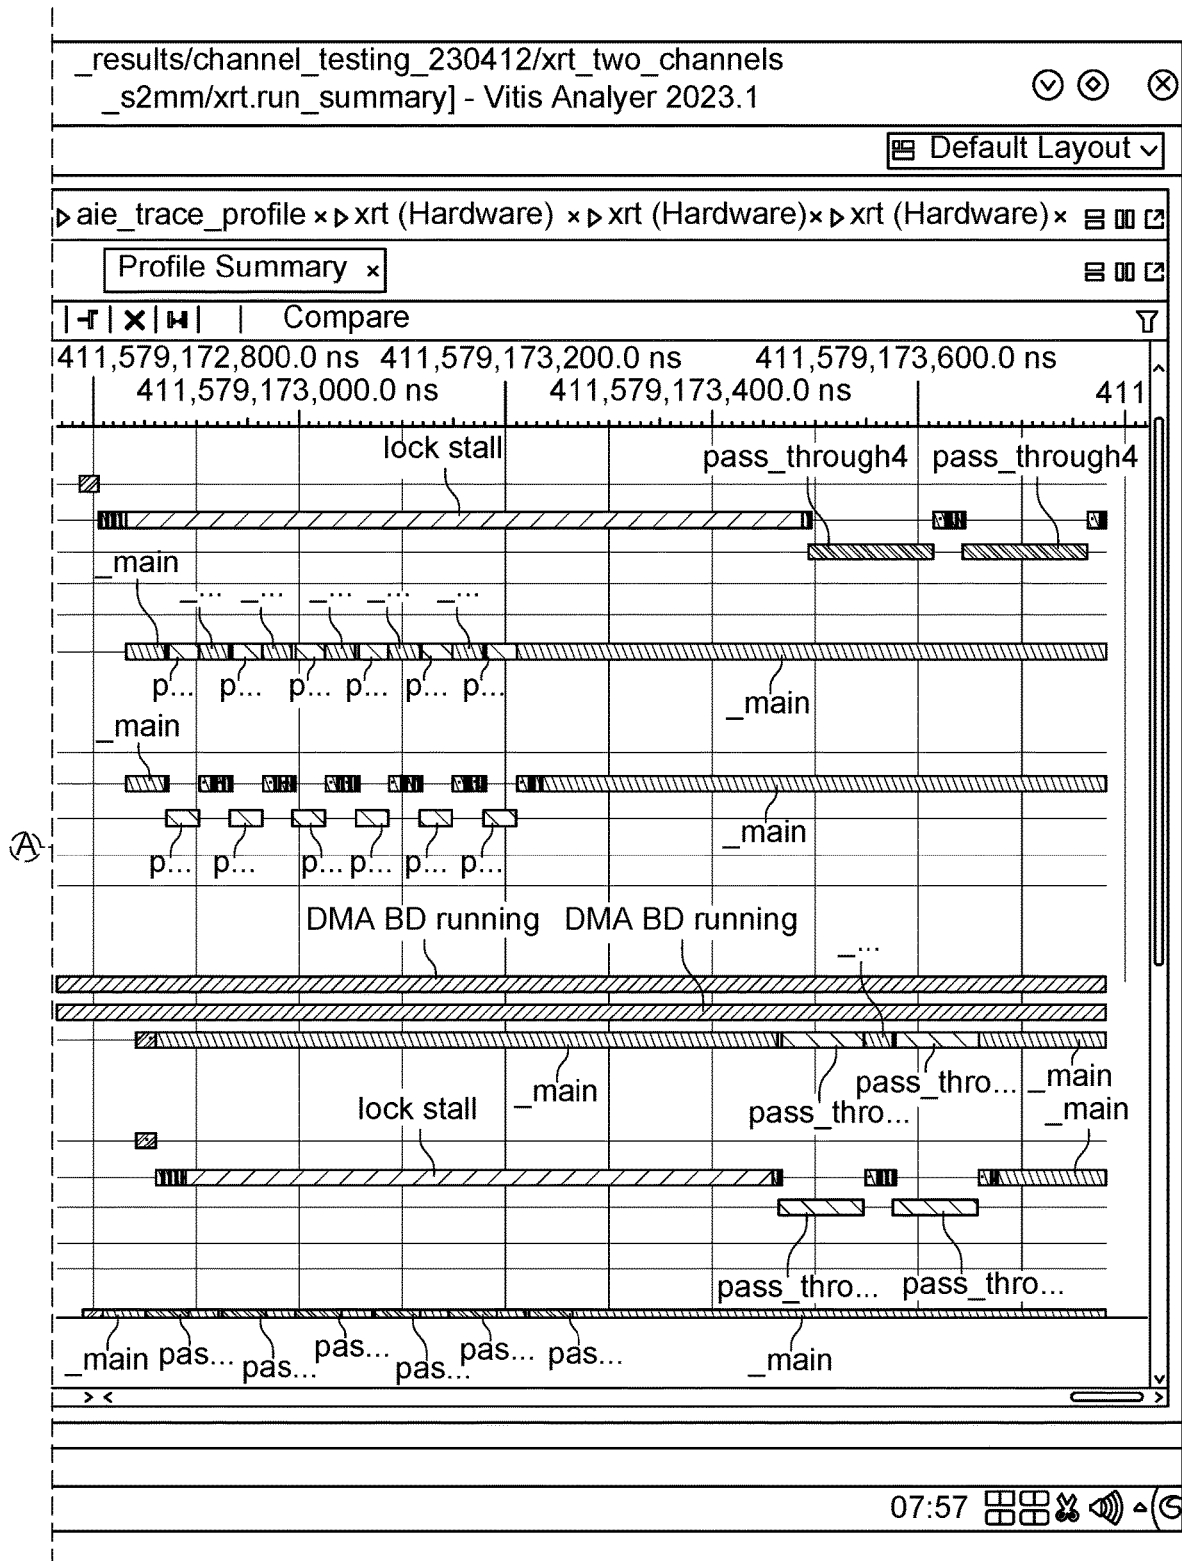 _results/channel_testing_230412/xrt_two_channels
_s2mm/xrt.run_summary] - Vitis Analyer 2023.1
Default Layout
aie_trace_profile × xrt (Hardware) × xrt (Hardware) × xrt (Hardware) ×
Profile Summary ×
Compare
411,579,172,800.0 ns 411,579,173,200.0 ns 411,579,173,600.0 ns
411,579,173,000.0 ns 411,579,173,400.0 ns 411
lock stall
pass_through4 pass_through4
_main
_... _... _... _... _...
p... p... p... p... p... p...
_main
_main
_main
A
p... p... p... p... p... p...
DMA BD running DMA BD running
_...
_main
pass_thro... pass_thro... _main
lock stall
_main
pass_thro... pass_thro...
_main pas... pas... pas... pas... pas... pas... _main
07:57